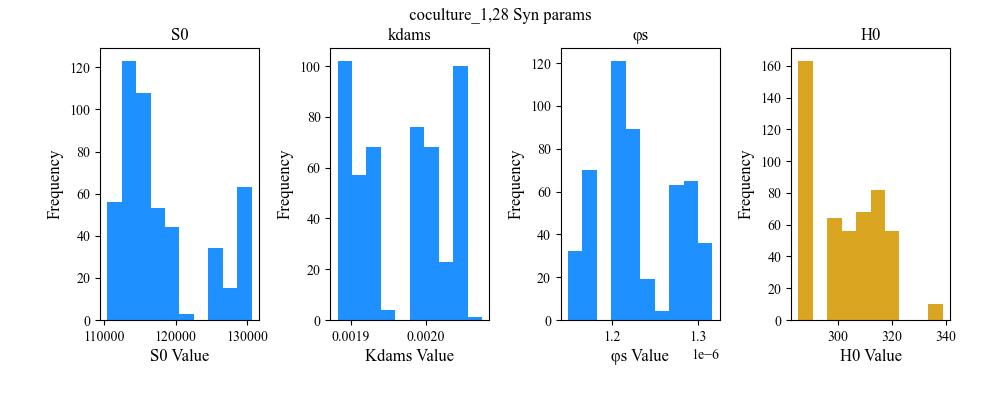 coculture_1,28 Syn params
S0
kdams
φs
H0
Frequency
120
100
80
60
40
20
0
110000
120000
130000
S0 Value
Frequency
100
80
60
40
20
0
0.0019
0.0020
Kdams Value
Frequency
120
100
80
60
40
20
0
1.2
1.3
1e−6
φs Value
Frequency
160
140
120
100
80
60
40
20
0
300
320
340
H0 Value